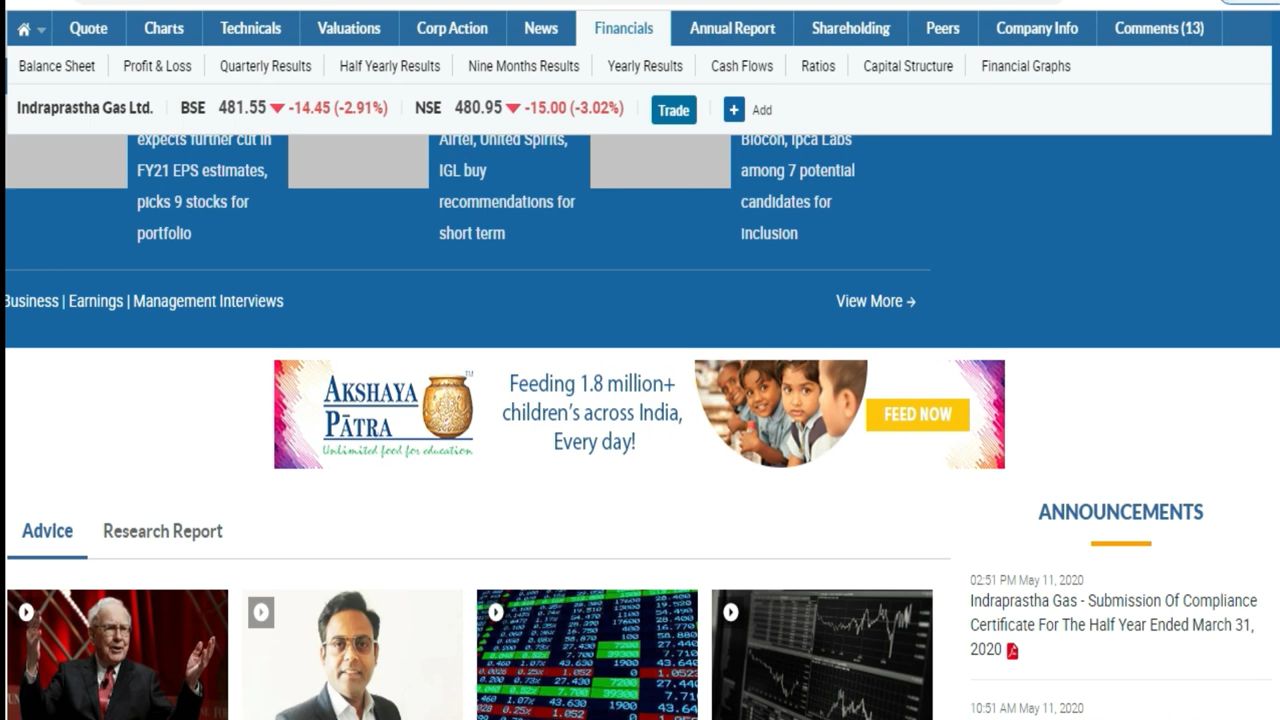 Quote Charts Technicals Valuations Corp Action News Financials Annual Report Shareholding Peers Company Info Comments (13)
Balance Sheet Profit & Loss Quarterly Results Half Yearly Results Nine Months Results Yearly Results Cash Flows Ratios Capital Structure Financial Graphs
Indraprastha Gas Ltd. BSE 481.55 -14.45 (-2.91%) NSE 480.95 -15.00 (-3.02%) Trade + Add
expects further cut in
FY21 EPS estimates,
picks 9 stocks for
portfolio
Airtel, United Spirits,
IGL buy
recommendations for
short term
Biocon, Ipca Labs
among 7 potential
candidates for
inclusion
Business | Earnings | Management Interviews
View More →
AKSHAYA
PĀTRA
TM
Unlimited food for education
Feeding 1.8 million+
children's across India,
Every day!
FEED NOW
Advice Research Report
ANNOUNCEMENTS
02:51 PM May 11, 2020
Indraprastha Gas - Submission Of Compliance
Certificate For The Half Year Ended March 31,
2020
10:51 AM May 11, 2020